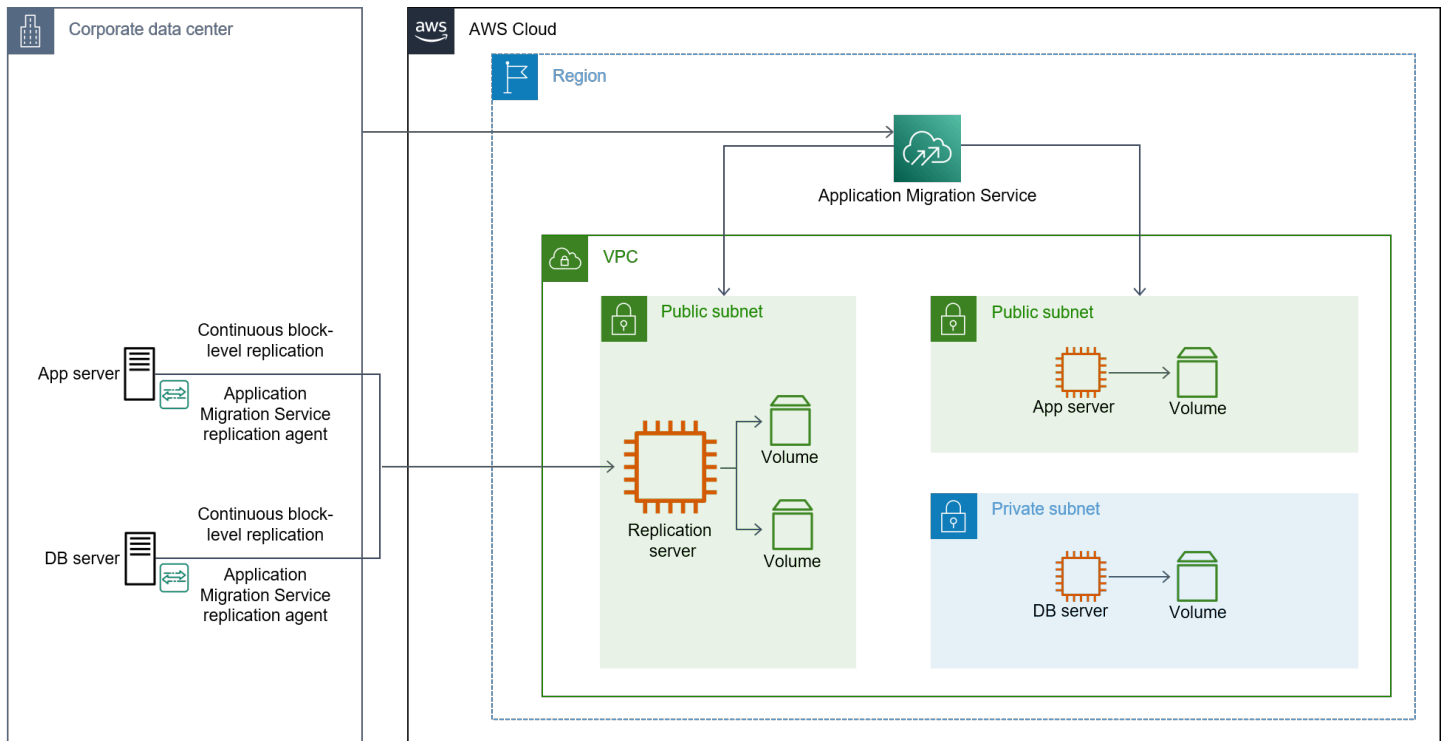 Corporate data center
aws
AWS Cloud
Region
Application Migration Service
VPC
Public subnet
Replication
server
Volume
Volume
Public subnet
App server
Volume
Private subnet
DB server
Volume
App server
Continuous block-
level replication
Application
Migration Service
replication agent
DB server
Continuous block-
level replication
Application
Migration Service
replication agent